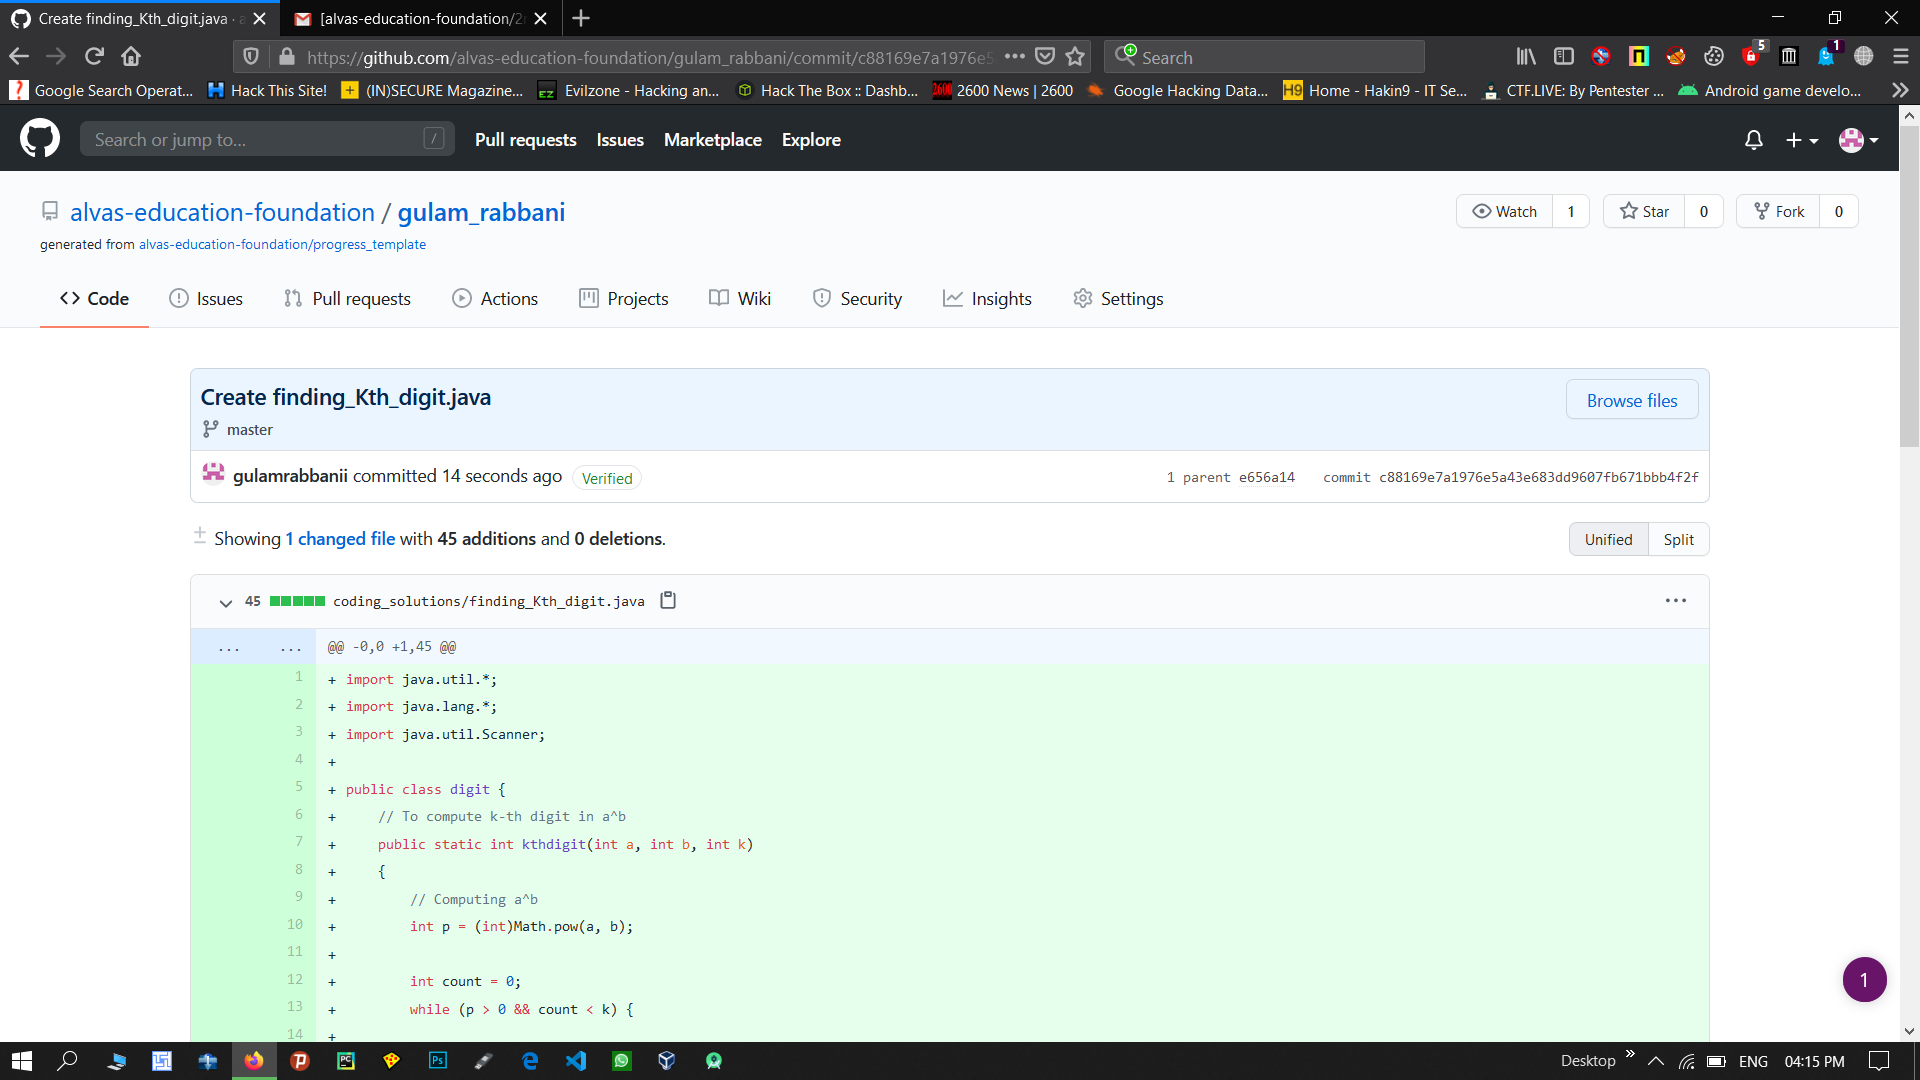 Create finding_Kth_digit.java · a
[alvas-education-foundation/2
https://github.com/alvas-education-foundation/gulam_rabbani/commit/c88169e7a1976e5
Search
5
1
Google Search Operat...
Hack This Site!
(IN)SECURE Magazine...
EZ
Evilzone - Hacking an...
Hack The Box :: Dashb...
2600
2600 News | 2600
Google Hacking Data...
H9
Home - Hakin9 - IT Se...
CTF.LIVE: By Pentester ...
Android game develo...
Search or jump to...
/
Pull requests
Issues
Marketplace
Explore
alvas-education-foundation / gulam_rabbani
Watch 1
Star 0
Fork 0
generated from alvas-education-foundation/progress_template
Code
Issues
Pull requests
Actions
Projects
Wiki
Security
Insights
Settings
Create finding_Kth_digit.java
Browse files
master
gulamrabbanii committed 14 seconds ago Verified
1 parent e656a14 commit c88169e7a1976e5a43e683dd9607fb671bbb4f2f
Showing 1 changed file with 45 additions and 0 deletions.
Unified Split
45 coding_solutions/finding_Kth_digit.java
... ... @@ -0,0 +1,45 @@
1 + import java.util.*;
2 + import java.lang.*;
3 + import java.util.Scanner;
4 +
5 + public class digit {
6 + // To compute k-th digit in a^b
7 + public static int kthdigit(int a, int b, int k)
8 + {
9 + // Computing a^b
10 + int p = (int)Math.pow(a, b);
11 +
12 + int count = 0;
13 + while (p > 0 && count < k) {
14 +
1
PC
Ps
Desktop
ENG
04:15 PM